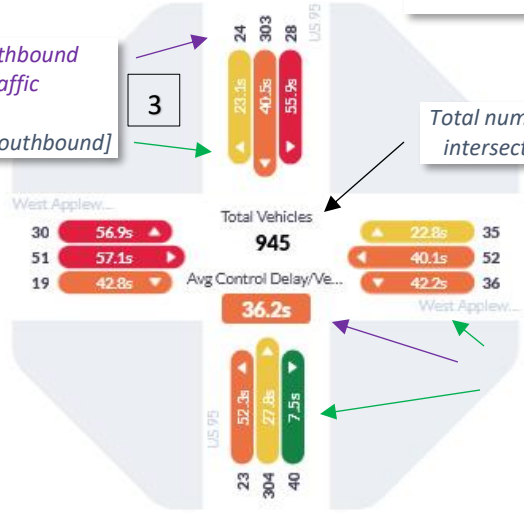 24 303 28
US 95
thbound
affic
outhbound]
3
23.1s 40.5s 55.9s
Total num
intersect
West Applew...
30 56.9s
51 57.1s
19 42.8s
Total Vehicles
945
Avg Control Delay/Ve...
36.2s
22.8s 35
40.1s 52
42.2s 36
West Applew...
US 95
52.3s 27.8s 7.5s
23 304 40